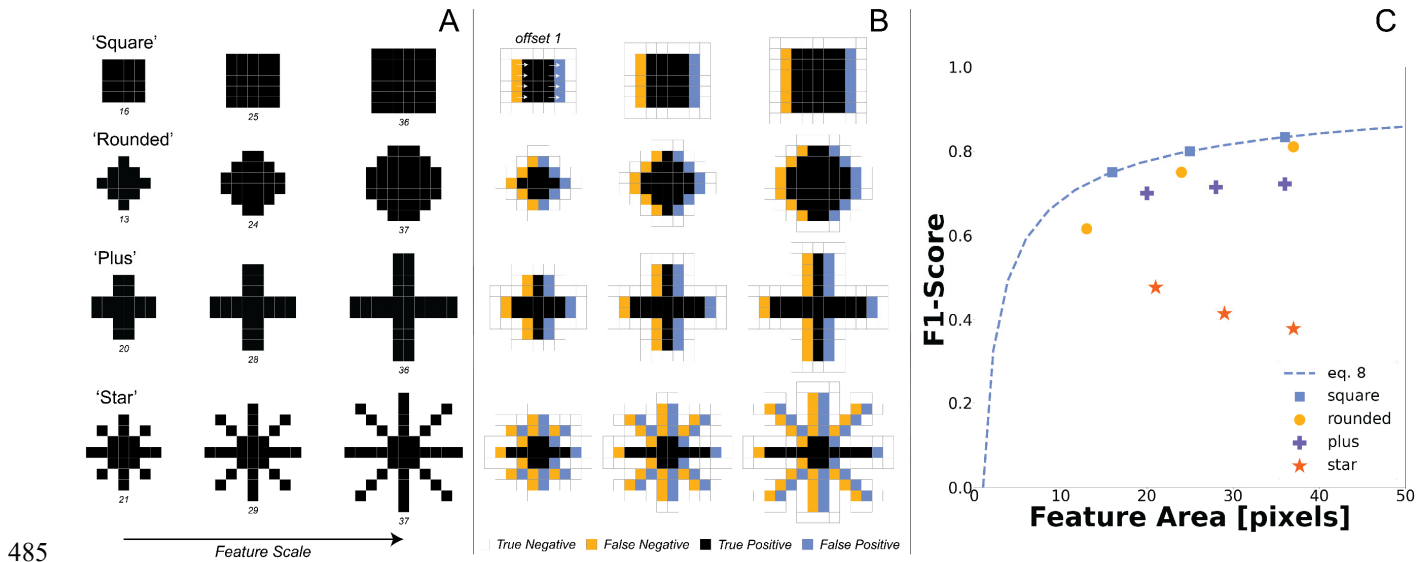 A
‘Square’
16
25
36
‘Rounded’
13
24
37
‘Plus’
20
28
36
‘Star’
21
29
37
Feature Scale
B
offset 1
True Negative
False Negative
True Positive
False Positive
C
F1-Score
1.0
0.8
0.6
0.4
0.2
0.0
0
10
20
30
40
50
Feature Area [pixels]
eq. 8
square
rounded
plus
star
485